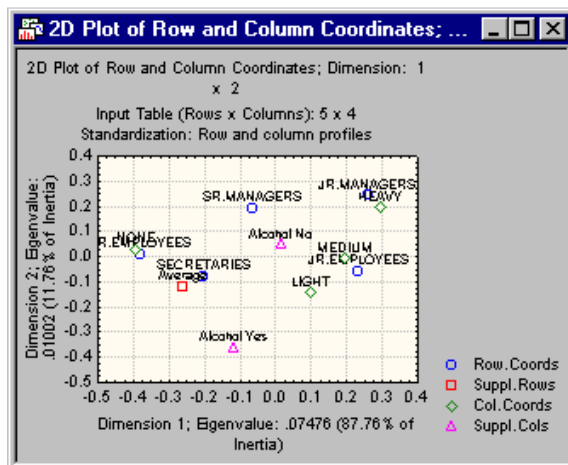 2D Plot of Row and Column Coordinates; ...
2D Plot of Row and Column Coordinates; Dimension: 1
x 2
Input Table (Rows x Columns): 5 x 4
Standardization: Row and column profiles
Dimension 2; Eigenvalue:
.01002 (11.76% of Inertia)
0.4
0.3
0.2
0.1
0.0
-0.1
-0.2
-0.3
-0.4
-0.5
JR.MANAGERS
HEAVY
SR.MANAGERS
Alcohol No
NONE
R.EMPLOYEES
MEDIUM
JR.EMPLOYEES
SECRETARIES
Average
LIGHT
Alcohol Yes
-0.5 -0.4 -0.3 -0.2 -0.1 0.0 0.1 0.2 0.3 0.4
Dimension 1; Eigenvalue: .07476 (87.76% of
Inertia)
Row.Coords
Suppl.Rows
Col.Coords
Suppl.Cols